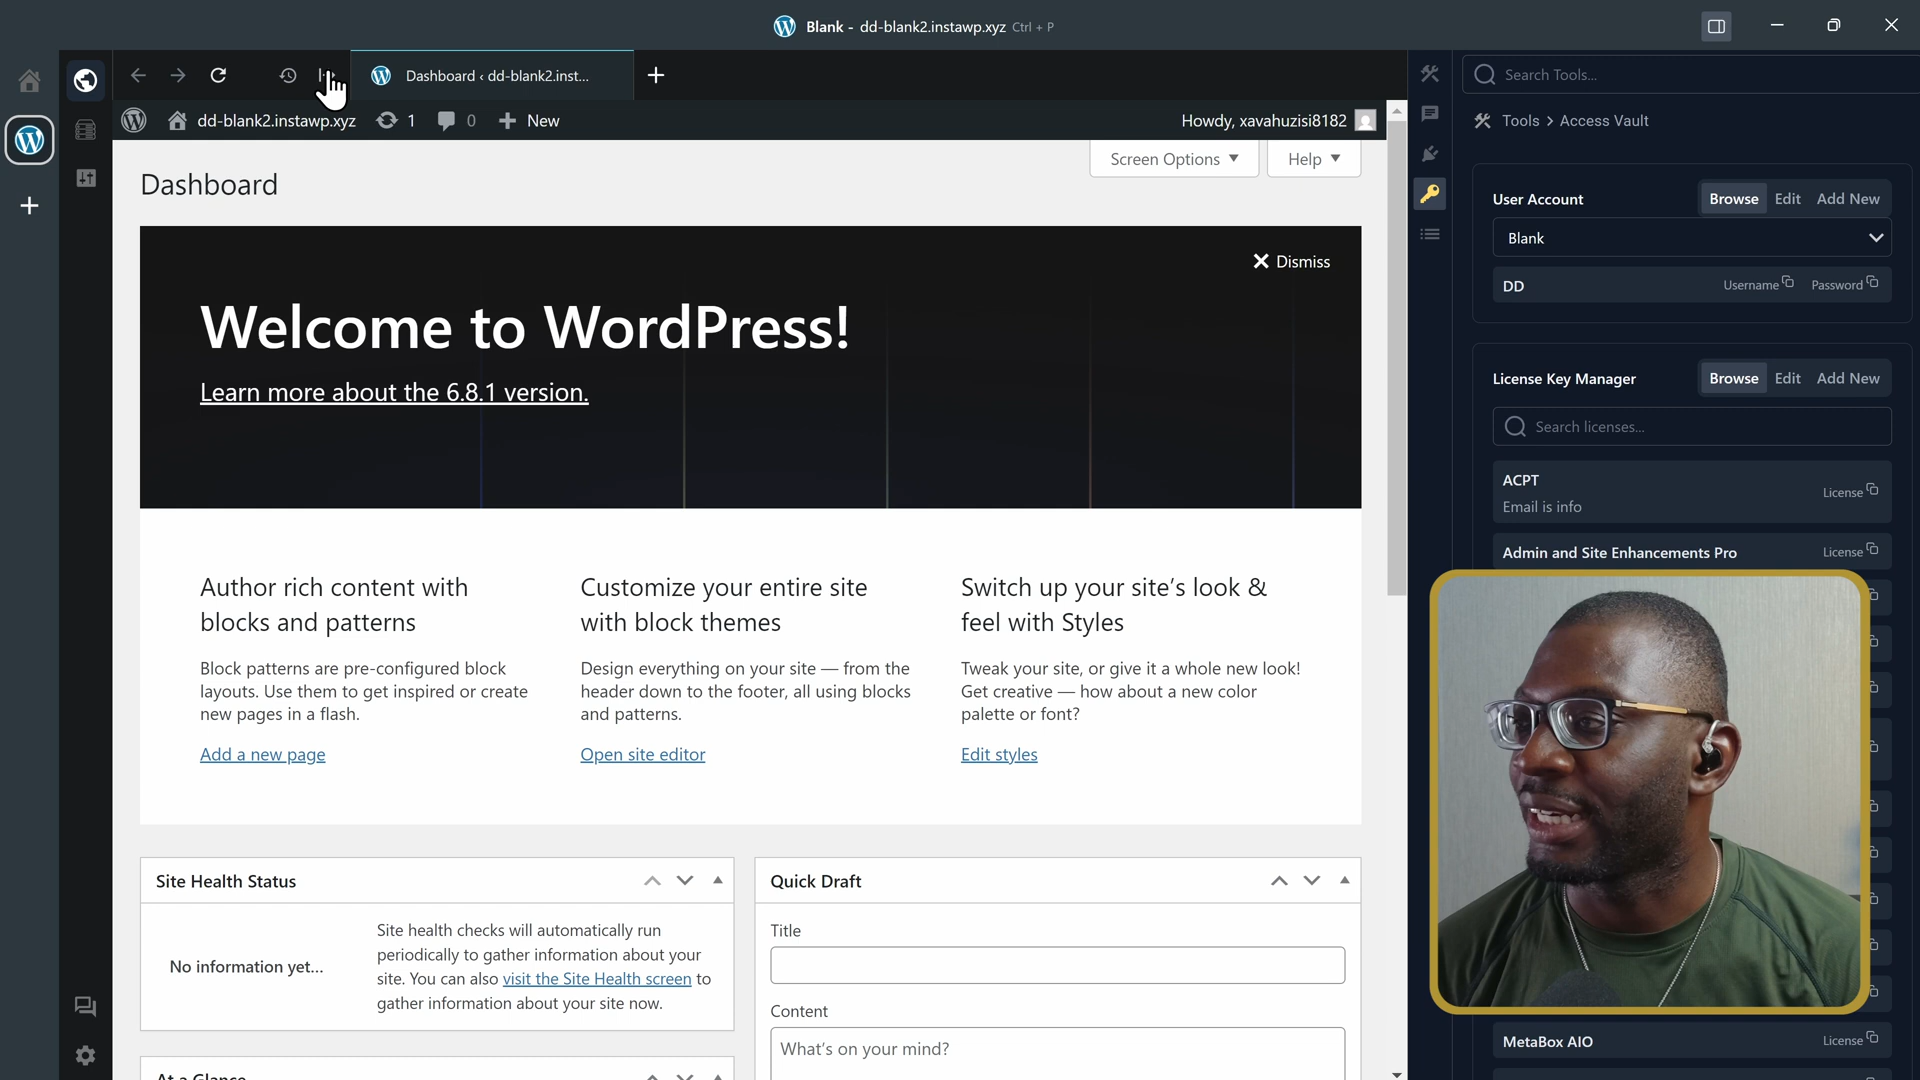 Blank - dd-blank2.instawp.xyz Ctrl + P
Dashboard ‹ dd-blank2.inst...
dd-blank2.instawp.xyz 1 0 New
Howdy, xavahuzisi8182
Screen Options
Help
Dashboard
Dismiss
Welcome to WordPress!
Learn more about the 6.8.1 version.
Author rich content with
blocks and patterns
Block patterns are pre-configured block
layouts. Use them to get inspired or create
new pages in a flash.
Add a new page
Customize your entire site
with block themes
Design everything on your site — from the
header down to the footer, all using blocks
and patterns.
Open site editor
Switch up your site’s look &
feel with Styles
Tweak your site, or give it a whole new look!
Get creative — how about a new color
palette or font?
Edit styles
Site Health Status
No information yet...
Site health checks will automatically run
periodically to gather information about your
site. You can also visit the Site Health screen to
gather information about your site now.
Quick Draft
Title
Content
What's on your mind?
Search Tools...
Tools > Access Vault
User Account
Browse Edit Add New
Blank
DD
Username Password
License Key Manager
Browse Edit Add New
Search licenses...
ACPT
Email is info
License
Admin and Site Enhancements Pro
License
MetaBox AIO
License